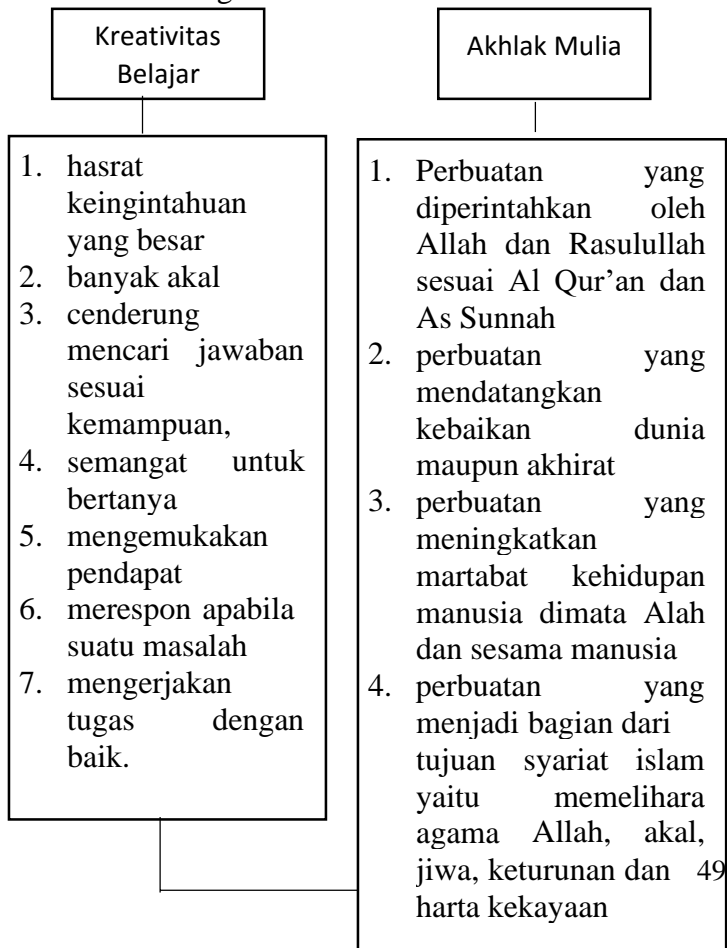 Kreativitas
Belajar
1. hasrat
keingintahuan
yang besar
2. banyak akal
3. cenderung
mencari jawaban
sesuai
kemampuan,
4. semangat untuk
bertanya
5. mengemukakan
pendapat
6. merespon apabila
suatu masalah
7. mengerjakan
tugas dengan
baik.
Akhlak Mulia
1. Perbuatan yang
diperintahkan oleh
Allah dan Rasulullah
sesuai Al Qur’an dan
As Sunnah
2. perbuatan yang
mendatangkan
kebaikan dunia
maupun akhirat
3. perbuatan yang
meningkatkan
martabat kehidupan
manusia dimata Alah
dan sesama manusia
4. perbuatan yang
menjadi bagian dari
tujuan syariat islam
yaitu memelihara
agama Allah, akal,
jiwa, keturunan dan
harta kekayaan
49